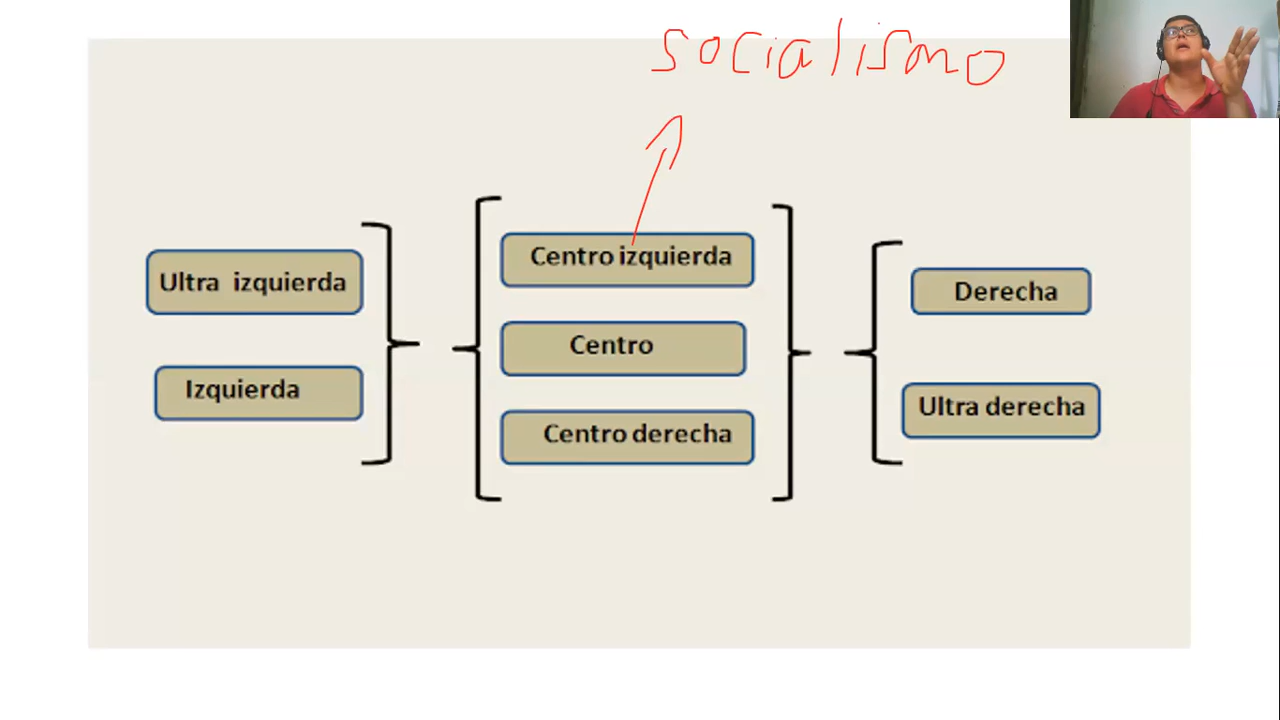 socialismo
Ultra izquierda
Izquierda
Centro izquierda
Centro
Centro derecha
Derecha
Ultra derecha